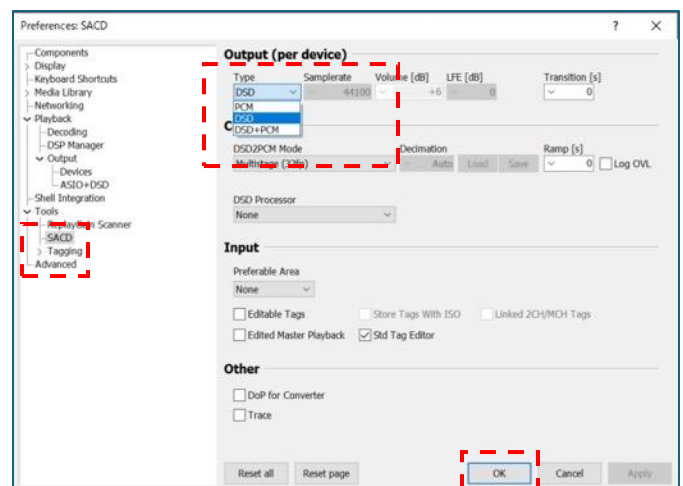 Preferences: SACD
?
Components
Display
Keyboard Shortcuts
Media Library
Networking
Playback
Decoding
DSP Manager
Output
Devices
ASIO+DSD
Shell Integration
Tools
ReplayGain Scanner
SACD
Tagging
Advanced
Output (per device)
Type Samplerate Volume [dB] LFE [dB] Transition [s]
DSD 44100 +6 0 0
PCM
DSD
DSD+PCM
C
DSD2PCM Mode Decimation Ramp [s]
Multistage (32fp) Auto Load Save 0 Log OVL
DSD Processor
None
Input
Preferable Area
None
Editable Tags Store Tags With ISO Linked 2CH/MCH Tags
Edited Master Playback Std Tag Editor
Other
DoP for Converter
Trace
Reset all Reset page OK Cancel Apply